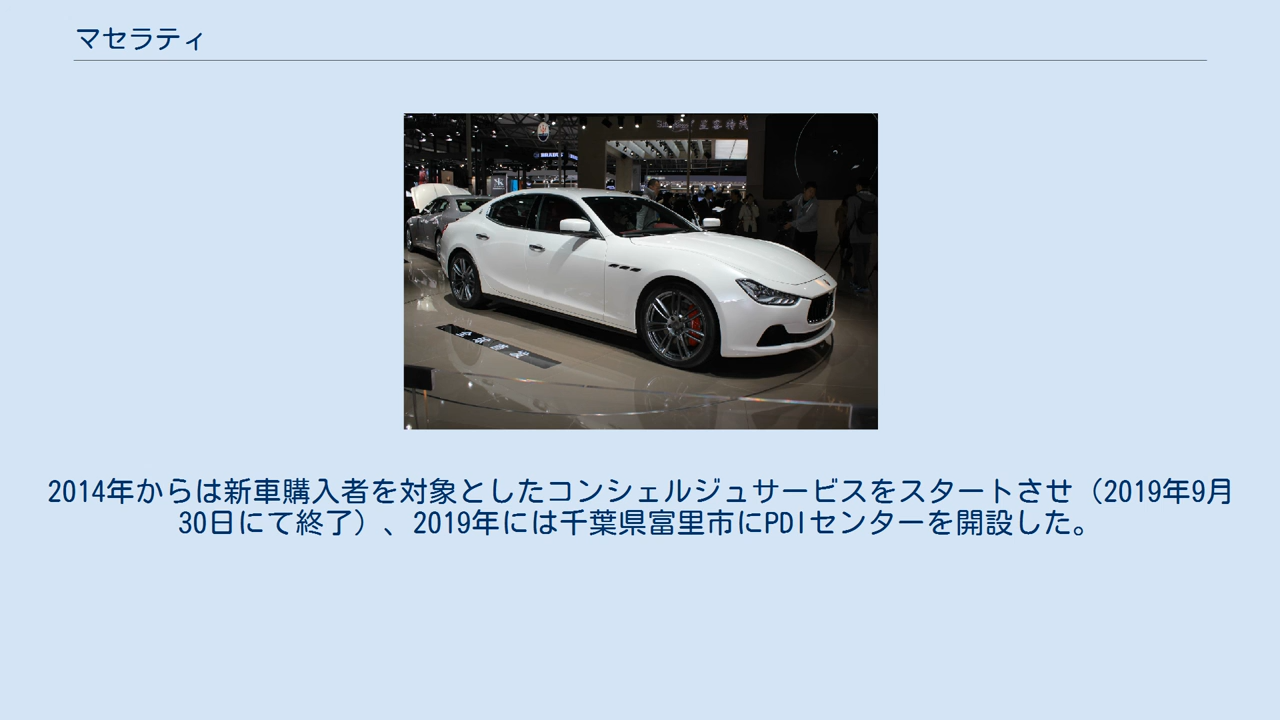 マセラティ
2014年からは新車購入者を対象としたコンシェルジュサービスをスタートさせ（2019年9月
30日にて終了）、2019年には千葉県富里市にPDIセンターを開設した。